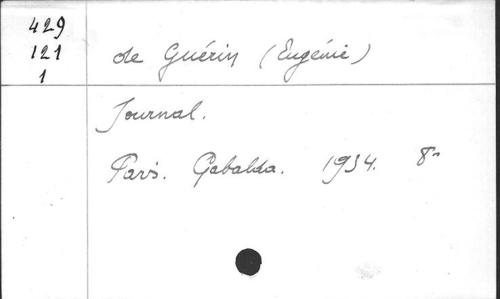 429
121
1
de Guérin (Eugénie)
Journal.
Paris. Gabalda. 1934. 8°